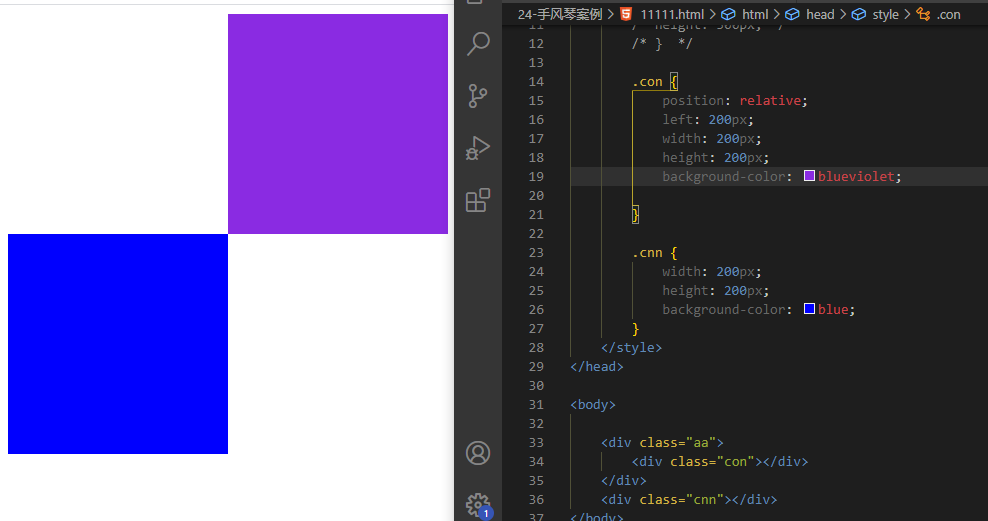 24-手风琴案例 > 11111.html > html > head > style > .con
11 /* height: 300px; */
12 /* }  */
13
14 .con {
15 position: relative;
16 left: 200px;
17 width: 200px;
18 height: 200px;
19 background-color: blueviolet;
20
21 }
22
23 .cnn {
24 width: 200px;
25 height: 200px;
26 background-color: blue;
27 }
28 </style>
29 </head>
30
31 <body>
32
33 <div class="aa">
34 <div class="con"></div>
35 </div>
36 <div class="cnn"></div>
37 </body>
1